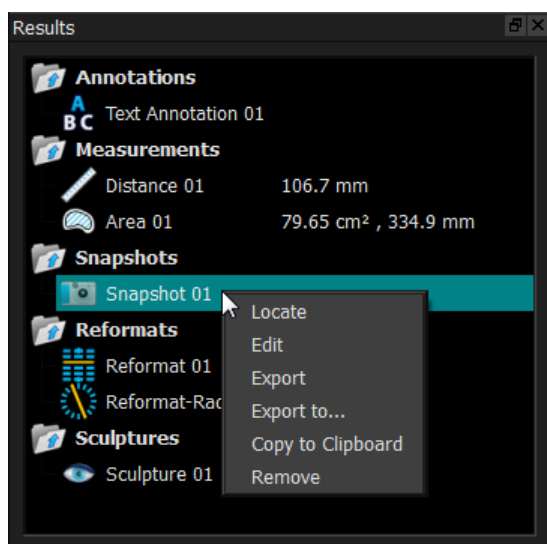 Results
Annotations
A
B C Text Annotation 01
Measurements
Distance 01 106.7 mm
Area 01 79.65 cm² , 334.9 mm
Snapshots
Snapshot 01
Locate
Reformats
Edit
Reformat 01
Export
Reformat-Rad
Export to...
Sculptures
Copy to Clipboard
Sculpture 01
Remove